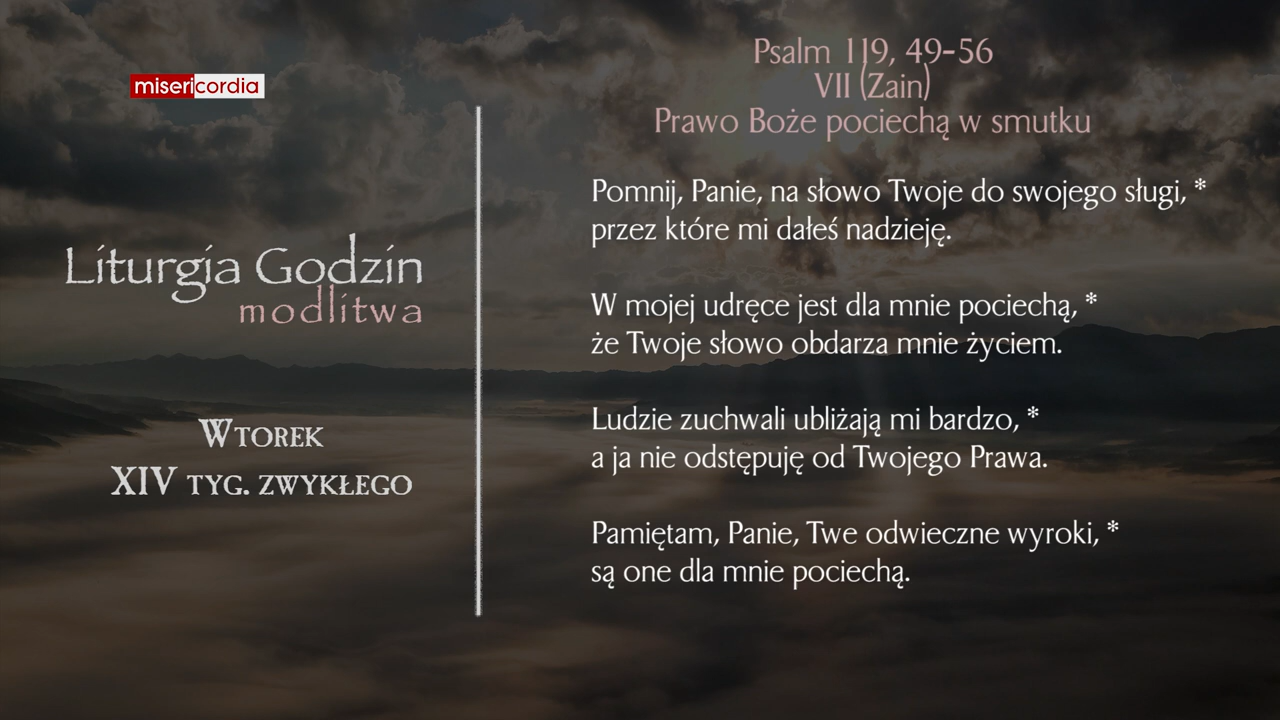 misericordia
Liturgia Godzin
modlitwa
Wtorek
XIV tyg. zwykłego
Psalm 119, 49-56
VII (Zain)
Prawo Boże pociechą w smutku
Pomnij, Panie, na słowo Twoje do swojego sługi, *
przez które mi dałeś nadzieję.
W mojej udręce jest dla mnie pociechą, *
że Twoje słowo obdarza mnie życiem.
Ludzie zuchwali ubliżają mi bardzo, *
a ja nie odstępuję od Twojego Prawa.
Pamiętam, Panie, Twe odwieczne wyroki, *
są one dla mnie pociechą.